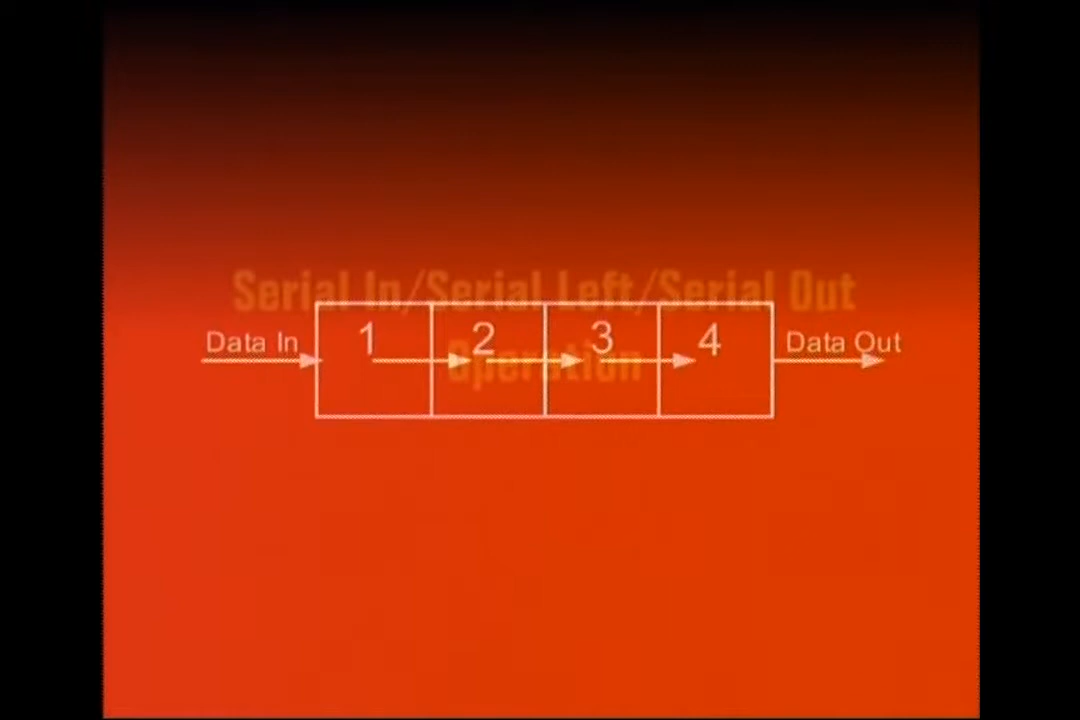 Serial In/Serial Left/Serial Out
Operation
Data In 1 2 3 4 Data Out